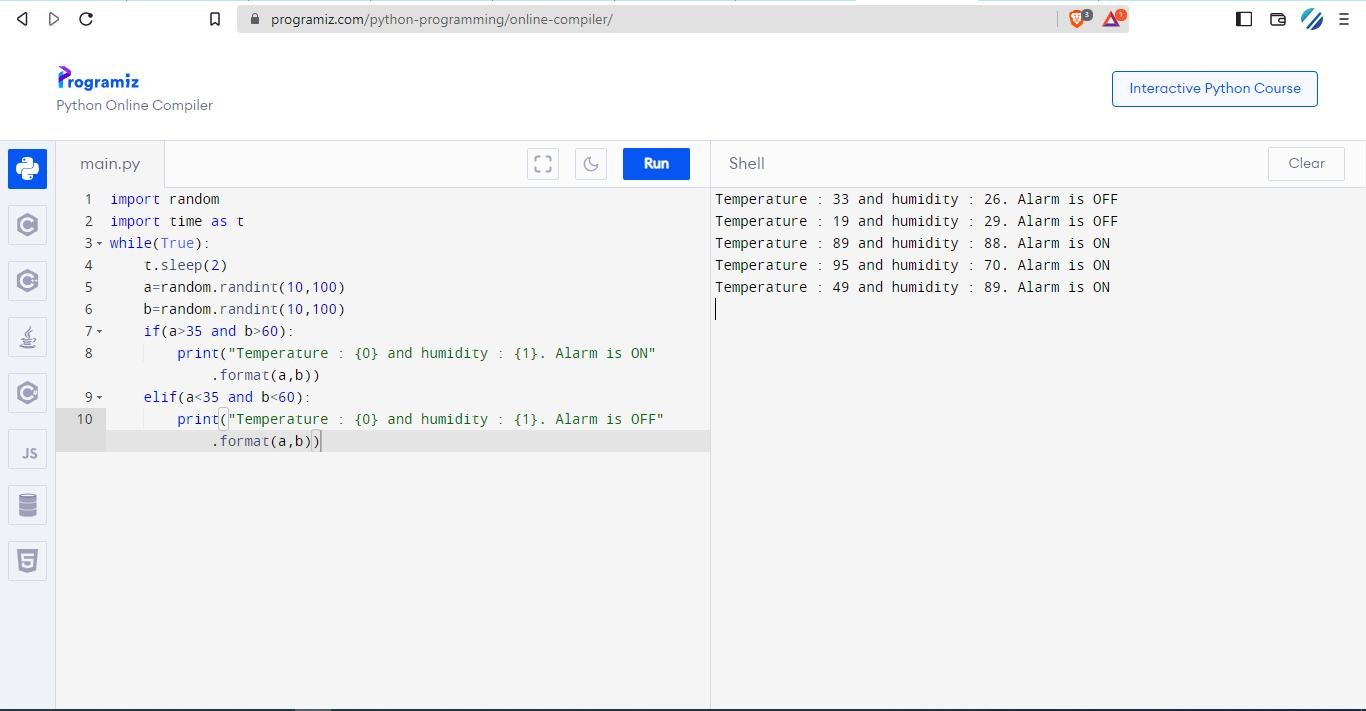 programiz.com/python-programming/online-compiler/
3
1
Programiz
Python Online Compiler
Interactive Python Course
main.py
Run
Shell
Clear
1 import random
2 import time as t
3 while(True):
4 t.sleep(2)
5 a=random.randint(10,100)
6 b=random.randint(10,100)
7 if(a>35 and b>60):
8 print("Temperature : {0} and humidity : {1}. Alarm is ON"
.format(a,b))
9 elif(a<35 and b<60):
10 print("Temperature : {0} and humidity : {1}. Alarm is OFF"
.format(a,b))
Temperature : 33 and humidity : 26. Alarm is OFF
Temperature : 19 and humidity : 29. Alarm is OFF
Temperature : 89 and humidity : 88. Alarm is ON
Temperature : 95 and humidity : 70. Alarm is ON
Temperature : 49 and humidity : 89. Alarm is ON
C
C
C
JS
5